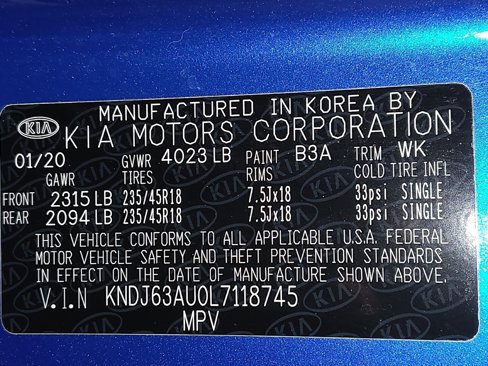 MANUFACTURED IN KOREA BY
KIA KIA MOTORS CORPORATION
01/20 GVWR 4023 LB PAINT B3A TRIM WK
GAWR TIRES RIMS COLD TIRE INFL
FRONT 2315 LB 235/45R18 7.5Jx18 33psi SINGLE
REAR 2094 LB 235/45R18 7.5Jx18 33psi SINGLE
THIS VEHICLE CONFORMS TO ALL APPLICABLE U.S.A. FEDERAL
MOTOR VEHICLE SAFETY AND THEFT PREVENTION STANDARDS
IN EFFECT ON THE DATE OF MANUFACTURE SHOWN ABOVE.
V.I.N KNDJ63AU0L7118745
MPV